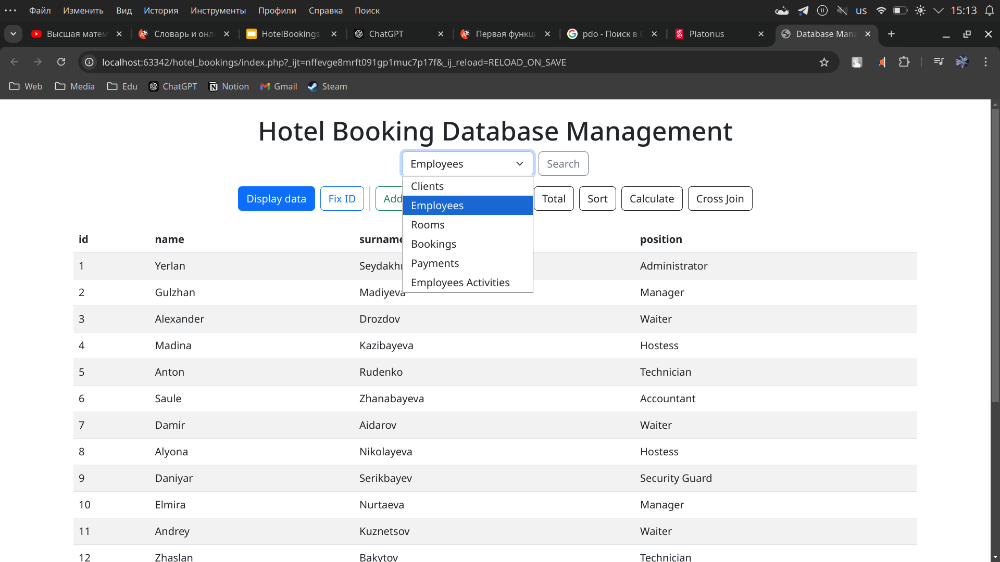 Файл Изменить Вид История Инструменты Профили Справка Поиск us 15:13
Высшая матем Словарь и онл HotelBookings ChatGPT Первая функци pdo - Поиск в Platonus Database Mana
localhost:63342/hotel_bookings/index.php?_ijt=nffevge8mrft091gp1muc7p17f&_ij_reload=RELOAD_ON_SAVE
Web Media Edu ChatGPT Notion Gmail Steam
Hotel Booking Database Management
Employees Search
Clients
Display data Fix ID Add Total Sort Calculate Cross Join
Employees
Rooms
Bookings
Payments
Employees Activities
id name surname position
1 Yerlan Seydakh Administrator
2 Gulzhan Madiyeva Manager
3 Alexander Drozdov Waiter
4 Madina Kazibayeva Hostess
5 Anton Rudenko Technician
6 Saule Zhanabayeva Accountant
7 Damir Aidarov Waiter
8 Alyona Nikolayeva Hostess
9 Daniyar Serikbayev Security Guard
10 Elmira Nurtaeva Manager
11 Andrey Kuznetsov Waiter
12 Zhaslan Bakytov Technician